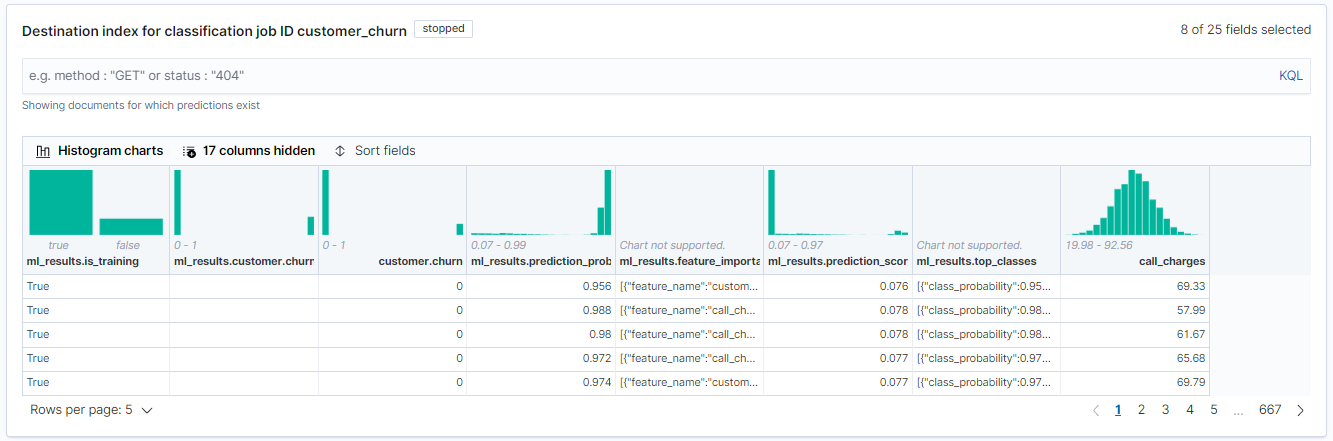 Destination index for classification job ID customer_churn stopped 8 of 25 fields selected
e.g. method : "GET" or status : "404" KQL
Showing documents for which predictions exist
Histogram charts 17 columns hidden Sort fields
true false 0 - 1 0 - 1 0.07 - 0.99 Chart not supported. 0.07 - 0.97 Chart not supported. 19.98 - 92.56
ml_results.is_training ml_results.customer.churn customer.churn ml_results.prediction_prob ml_results.feature_importa ml_results.prediction_scor ml_results.top_classes call_charges
True 0 0.956 [{"feature_name":"custom... 0.076 [{"class_probability":0.95... 69.33
True 0 0.988 [{"feature_name":"call_ch... 0.078 [{"class_probability":0.98... 57.99
True 0 0.98 [{"feature_name":"call_ch... 0.078 [{"class_probability":0.98... 61.67
True 0 0.972 [{"feature_name":"call_ch... 0.077 [{"class_probability":0.97... 65.68
True 0 0.974 [{"feature_name":"custom... 0.077 [{"class_probability":0.97... 69.79
Rows per page: 5 1 2 3 4 5 ... 667